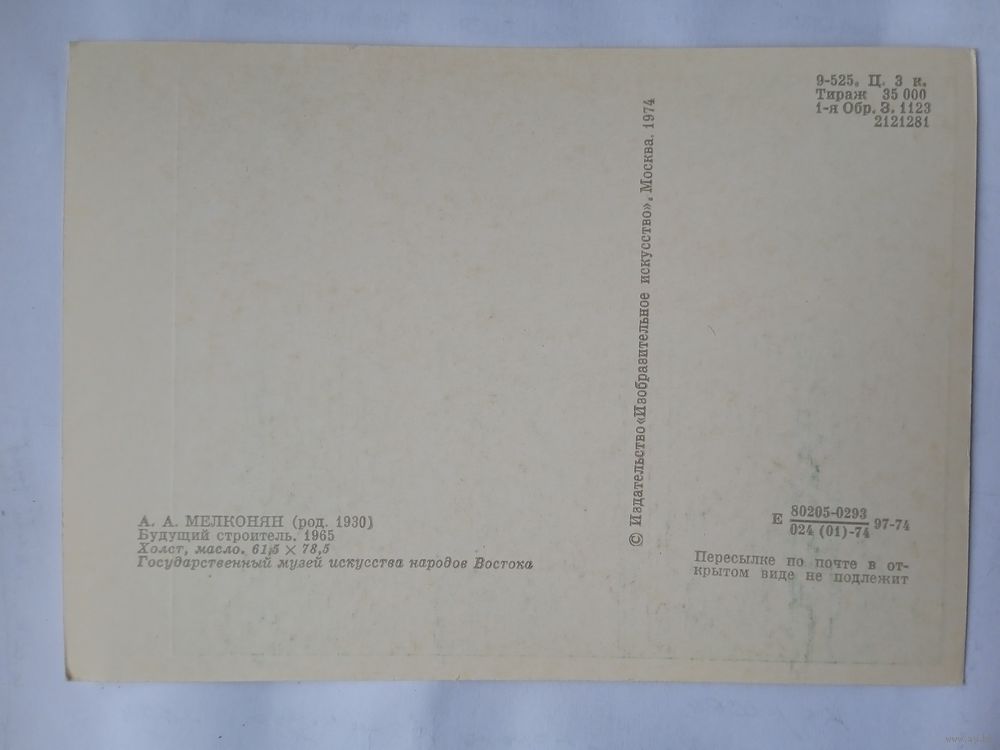 9-525. Ц. 3 к.
Тираж 35 000
1-я Обр. З. 1123
2121281
© Издательство «Изобразительное искусство», Москва. 1974
А. А. МЕЛКОНЯН (род. 1930)
Будущий строитель. 1965
Холст, масло. 61,5 × 78,5
Государственный музей искусства народов Востока
Е 80205-0293
024 (01)-74 97-74
Пересылке по почте в от-
крытом виде не подлежит